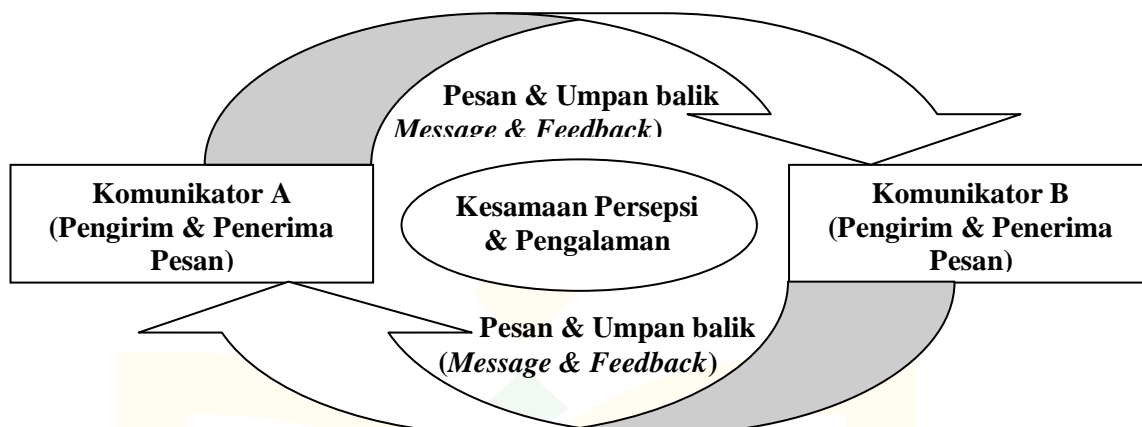 Pesan & Umpan balik
Message & Feedback)
Komunikator A
(Pengirim & Penerima
Pesan)
Kesamaan Persepsi
& Pengalaman
Komunikator B
(Pengirim & Penerima
Pesan)
Pesan & Umpan balik
(Message & Feedback)